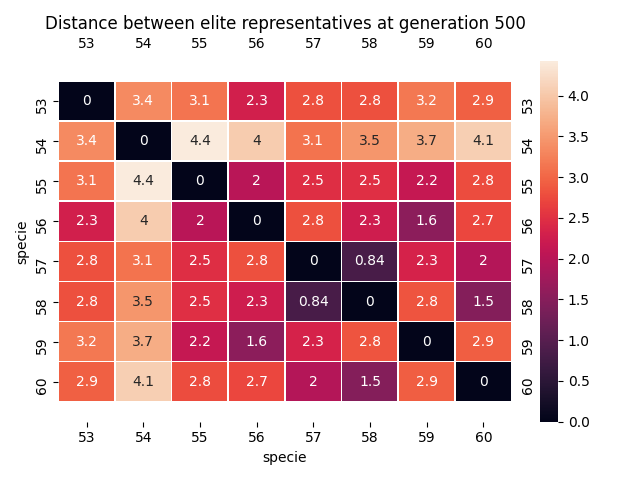 Distance between elite representatives at generation 500
53 54 55 56 57 58 59 60
53 0 3.4 3.1 2.3 2.8 2.8 3.2 2.9 53
54 3.4 0 4.4 4 3.1 3.5 3.7 4.1 54
55 3.1 4.4 0 2 2.5 2.5 2.2 2.8 55
56 2.3 4 2 0 2.8 2.3 1.6 2.7 56
57 2.8 3.1 2.5 2.8 0 0.84 2.3 2 57
58 2.8 3.5 2.5 2.3 0.84 0 2.8 1.5 58
59 3.2 3.7 2.2 1.6 2.3 2.8 0 2.9 59
60 2.9 4.1 2.8 2.7 2 1.5 2.9 0 60
53 54 55 56 57 58 59 60
specie
specie
4.0
3.5
3.0
2.5
2.0
1.5
1.0
0.5
0.0